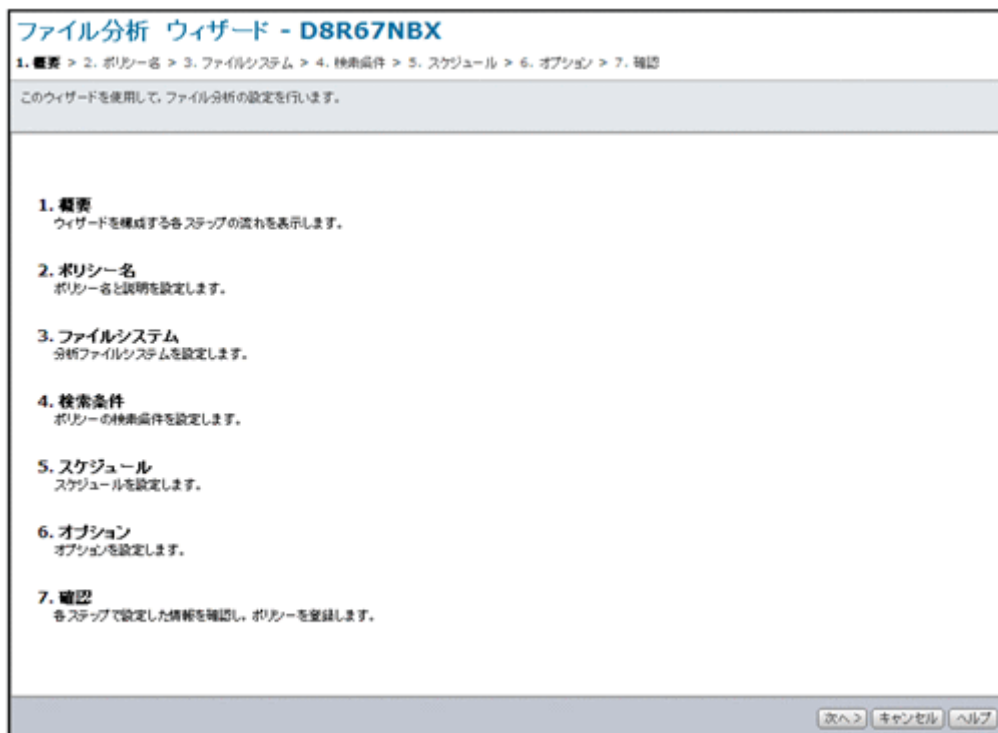 ファイル分析 ウィザード - D8R67NBX
1. 概要 > 2. ポリシー名 > 3. ファイルシステム > 4. 検索条件 > 5. スケジュール > 6. オプション > 7. 確認
このウィザードを使用して、ファイル分析の設定を行います。
1. 概要
ウィザードを構成する各ステップの流れを表示します。
2. ポリシー名
ポリシー名と説明を設定します。
3. ファイルシステム
分析ファイルシステムを設定します。
4. 検索条件
ポリシーの検索条件を設定します。
5. スケジュール
スケジュールを設定します。
6. オプション
オプションを設定します。
7. 確認
各ステップで設定した情報を確認し、ポリシーを登録します。
次へ > キャンセル ヘルプ